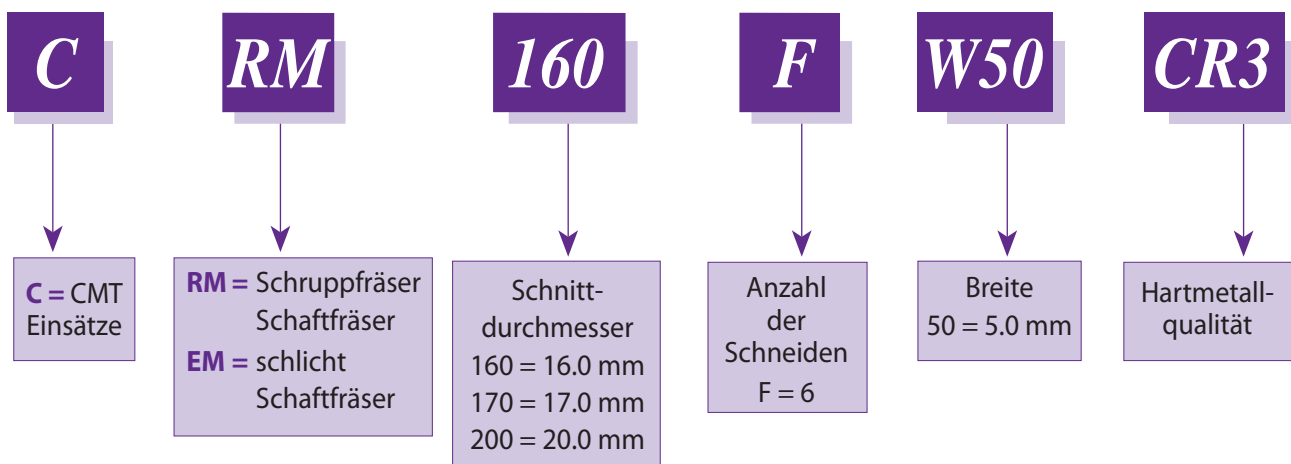 C RM 160 F W50 CR3
C = CMT
Einsätze
RM = Schruppfräser
Schaftfräser
EM = schlicht
Schaftfräser
Schnitt-
durchmesser
160 = 16.0 mm
170 = 17.0 mm
200 = 20.0 mm
Anzahl
der
Schneiden
F = 6
Breite
50 = 5.0 mm
Hartmetall-
qualität